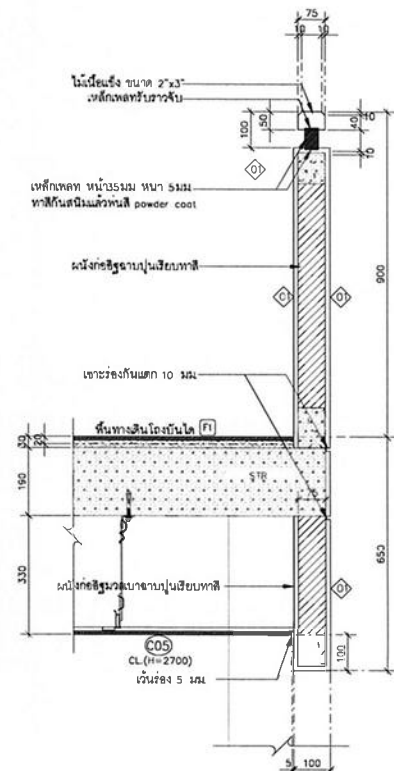 75
10 10
ไม้เนื้อแข็ง ขนาด 2"x3"
เหล็กเพลทรับราวจับ
100
50
10
40
10
01
เหล็กเพลท หน้า35มม หนา 5มม.
ทาสีกันสนิมแล้วพ่นสี powder coat
ผนังก่ออิฐฉาบปูนเรียบทาสี
01
01
900
เซาะร่องกันแตก 10 มม.
พื้นทางเดินโถงบันได F1
30
20
190
STR
330
650
ผนังก่ออิฐมวลเบาฉาบปูนเรียบทาสี
01
C05
CL.(H=2700)
เว้นร่อง 5 มม.
100
5 100